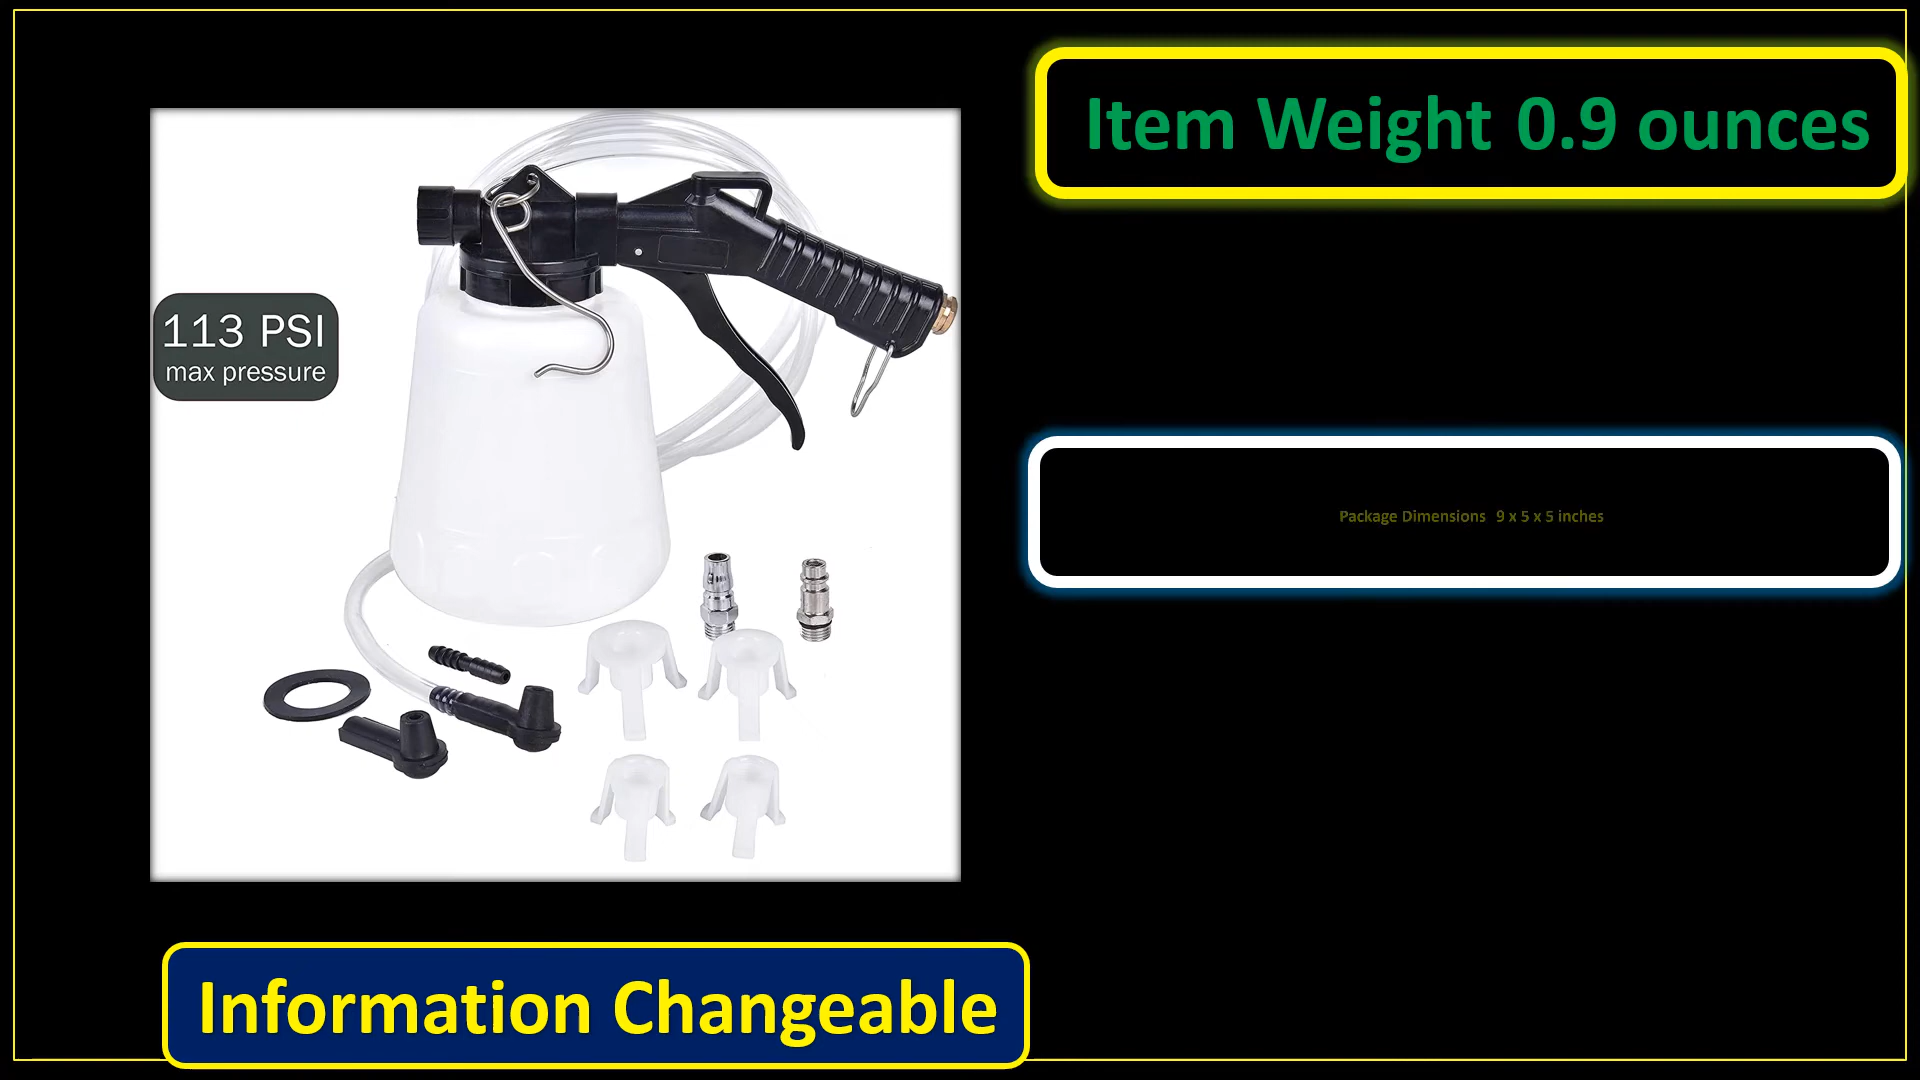 Item Weight 0.9 ounces
113 PSI
max pressure
Package Dimensions 9 x 5 x 5 inches
Information Changeable